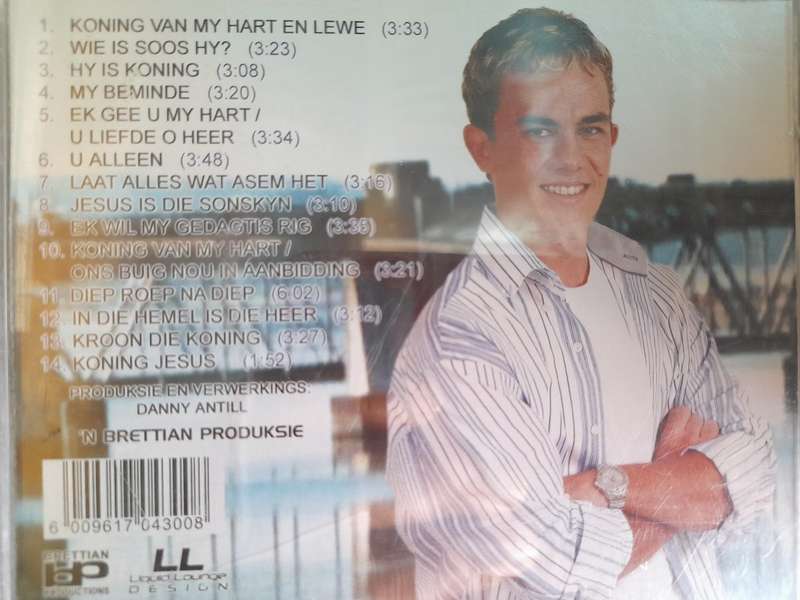 1. KONING VAN MY HART EN LEWE (3:33)
2. WIE IS SOOS HY? (3:23)
3. HY IS KONING (3:08)
4. MY BEMINDE (3:20)
5. EK GEE U MY HART /
U LIEFDE O HEER (3:34)
6. U ALLEEN (3:48)
7. LAAT ALLES WAT ASEM HET (3:16)
8. JESUS IS DIE SONSKYN (3:10)
9. EK WIL MY GEDAGTIS RIG (3:35)
10. KONING VAN MY HART /
ONS BUIG NOU IN AANBIDDING (3:21)
11. DIEP ROEP NA DIEP (6:02)
12. IN DIE HEMEL IS DIE HEER (3:12)
13. KROON DIE KONING (3:27)
14. KONING JESUS (1:52)
PRODUKSIE EN VERWERKINGS:
DANNY ANTILL
'N BRETTIAN PRODUKSIE
6 009617 043008
BRETTIAN
bp
PRODUCTIONS
LL
Liquid Lounge
DESIGN